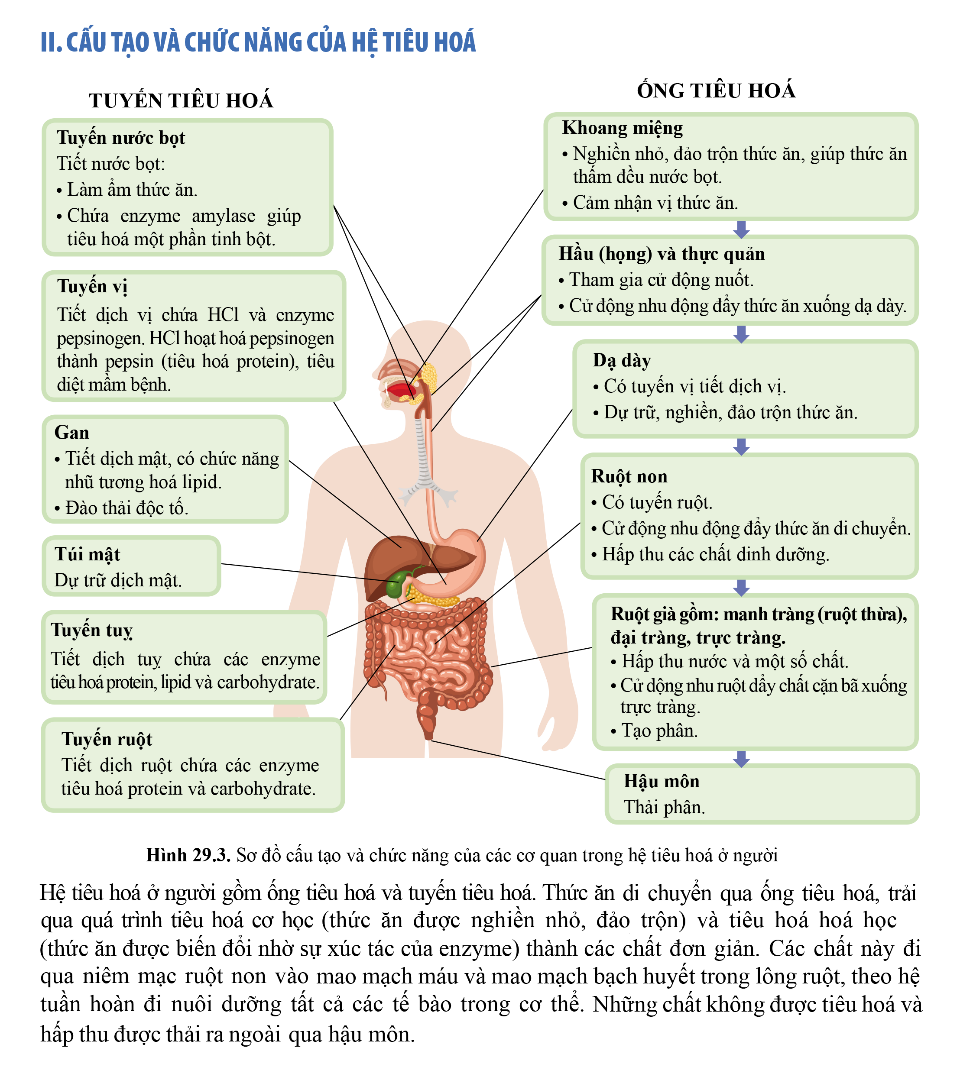 II. CẤU TẠO VÀ CHỨC NĂNG CỦA HỆ TIÊU HOÁ
TUYẾN TIÊU HOÁ
Tuyến nước bọt
Tiết nước bọt:
• Làm ẩm thức ăn.
• Chứa enzyme amylase giúp
tiêu hoá một phần tinh bột.
Tuyến vị
Tiết dịch vị chứa HCl và enzyme
pepsinogen. HCl hoạt hoá pepsinogen
thành pepsin (tiêu hoá protein), tiêu
diệt mầm bệnh.
Gan
• Tiết dịch mật, có chức năng
nhũ tương hoá lipid.
• Đào thải độc tố.
Túi mật
Dự trữ dịch mật.
Tuyến tuỵ
Tiết dịch tuỵ chứa các enzyme
tiêu hoá protein, lipid và carbohydrate.
Tuyến ruột
Tiết dịch ruột chứa các enzyme
tiêu hoá protein và carbohydrate.
ỐNG TIÊU HOÁ
Khoang miệng
• Nghiền nhỏ, đảo trộn thức ăn, giúp thức ăn
thấm đều nước bọt.
• Cảm nhận vị thức ăn.
Hầu (họng) và thực quản
• Tham gia cử động nuốt.
• Cử động nhu động đẩy thức ăn xuống dạ dày.
Dạ dày
• Có tuyến vị tiết dịch vị.
• Dự trữ, nghiền, đảo trộn thức ăn.
Ruột non
• Có tuyến ruột.
• Cử động nhu động đẩy thức ăn di chuyển.
• Hấp thu các chất dinh dưỡng.
Ruột già gồm: manh tràng (ruột thừa),
đại tràng, trực tràng.
• Hấp thu nước và một số chất.
• Cử động nhu ruột đẩy chất cặn bã xuống
trực tràng.
• Tạo phân.
Hậu môn
Thải phân.
Hình 29.3. Sơ đồ cấu tạo và chức năng của các cơ quan trong hệ tiêu hoá ở người
Hệ tiêu hoá ở người gồm ống tiêu hoá và tuyến tiêu hoá. Thức ăn di chuyển qua ống tiêu hoá, trải
qua quá trình tiêu hoá cơ học (thức ăn được nghiền nhỏ, đảo trộn) và tiêu hoá hoá học
(thức ăn được biến đổi nhờ sự xúc tác của enzyme) thành các chất đơn giản. Các chất này đi
qua niêm mạc ruột non vào mao mạch máu và mao mạch bạch huyết trong lông ruột, theo hệ
tuần hoàn đi nuôi dưỡng tất cả các tế bào trong cơ thể. Những chất không được tiêu hoá và
hấp thu được thải ra ngoài qua hậu môn.